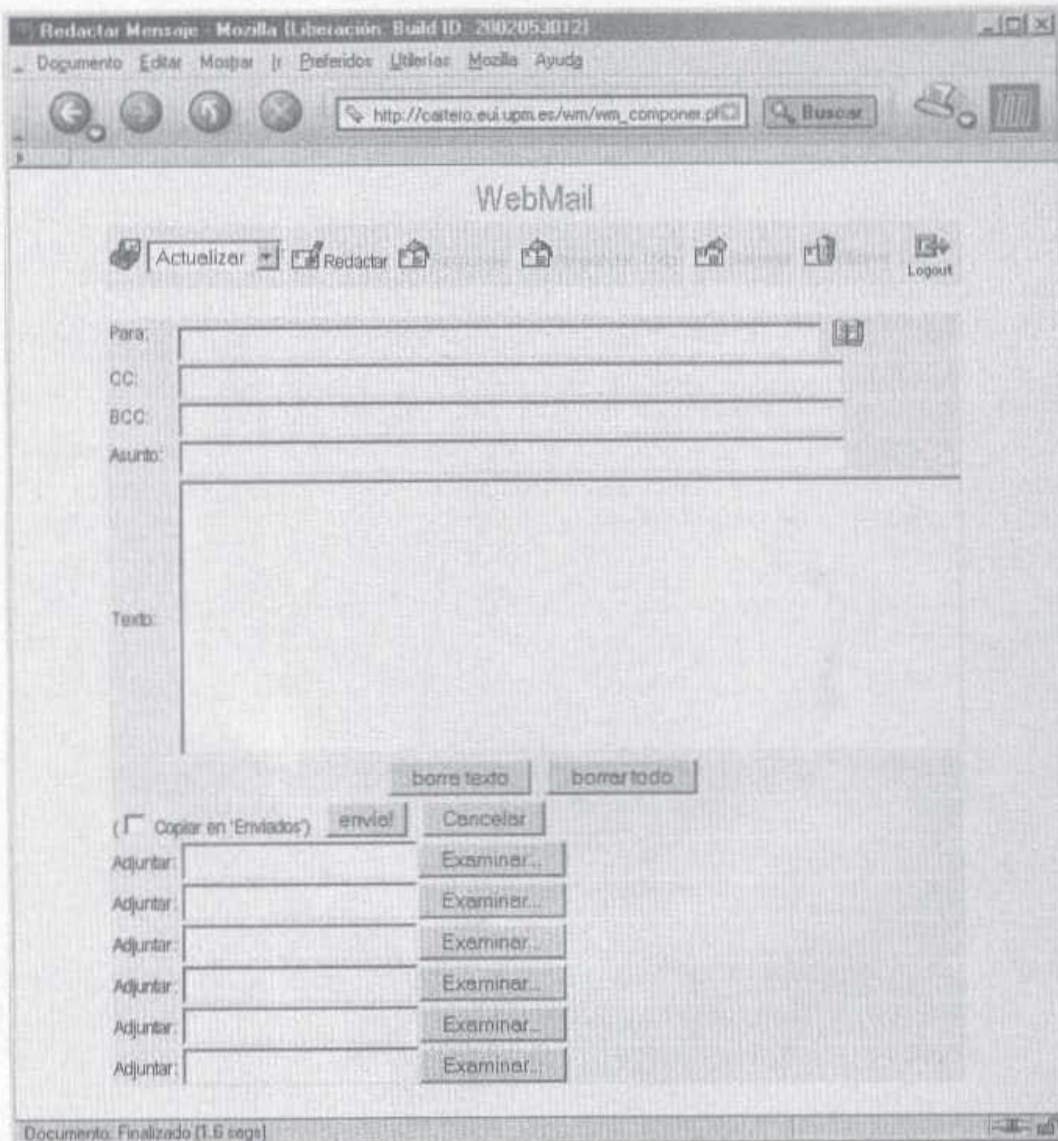 Redactar Mensaje - Mozilla {Liberación: Build ID: 2002053012}
Documento Editar Mostrar Ir Preferidos Utilerías Mozilla Ayuda
http://cartero.eui.upm.es/wm/wm_componer.ph Buscar
WebMail
Actualizar Redactar Logout
Para:
CC:
BCC:
Asunto:
Texto:
borra texto borrar todo
( Copiar en 'Enviados') envia! Cancelar
Adjuntar: Examinar...
Adjuntar: Examinar...
Adjuntar: Examinar...
Adjuntar: Examinar...
Adjuntar: Examinar...
Adjuntar: Examinar...
Documento: Finalizado [1.6 segs]